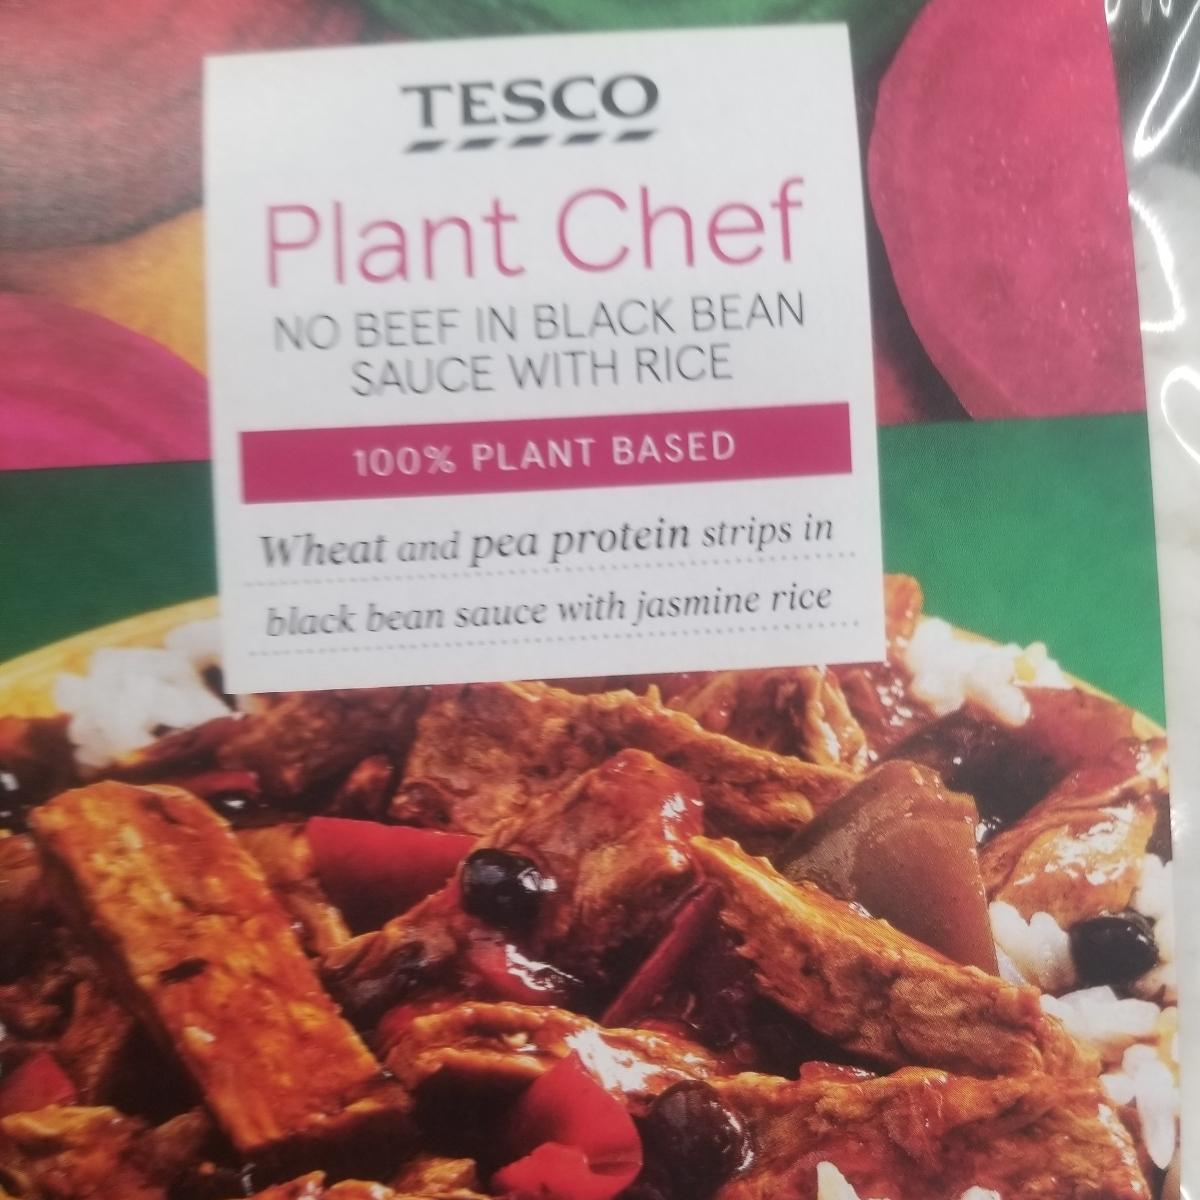 TESCO
Plant Chef
NO BEEF IN BLACK BEAN
SAUCE WITH RICE
100% PLANT BASED
Wheat and pea protein strips in
black bean sauce with jasmine rice